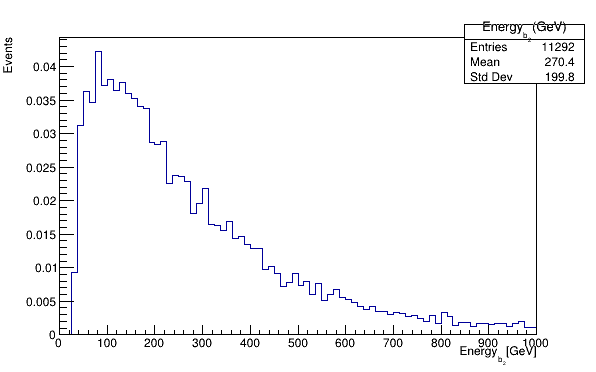 Energy_b2(GeV)
Entries 11292
Mean 270.4
Std Dev 199.8
Events
0.04
0.035
0.03
0.025
0.02
0.015
0.01
0.005
0
0 100 200 300 400 500 600 700 800 900 1000
Energy_b2[GeV]